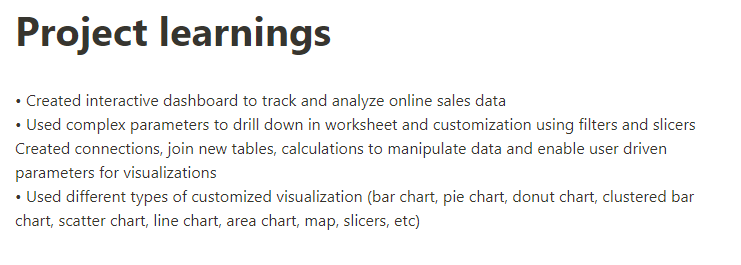 Project learnings
• Created interactive dashboard to track and analyze online sales data
• Used complex parameters to drill down in worksheet and customization using filters and slicers
Created connections, join new tables, calculations to manipulate data and enable user driven
parameters for visualizations
• Used different types of customized visualization (bar chart, pie chart, donut chart, clustered bar
chart, scatter chart, line chart, area chart, map, slicers, etc)